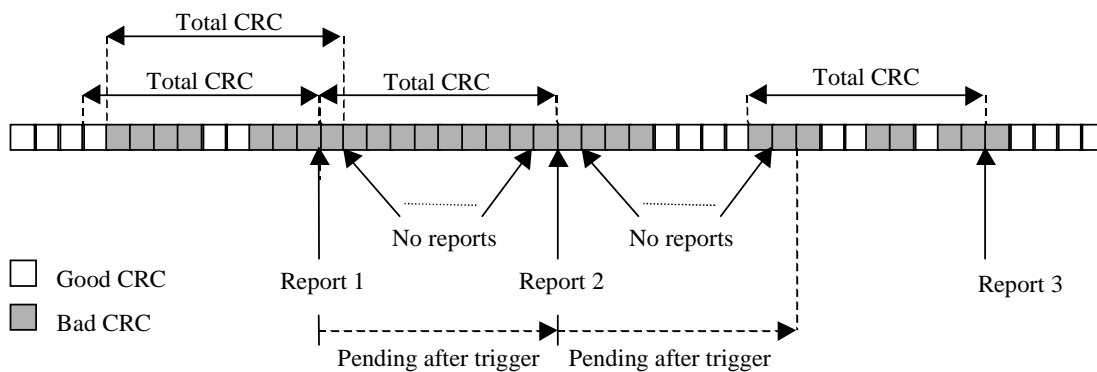 Total CRC
Total CRC
Total CRC
Total CRC
No reports
No reports
Good CRC
Report 1
Report 2
Report 3
Bad CRC
Pending after trigger
Pending after trigger